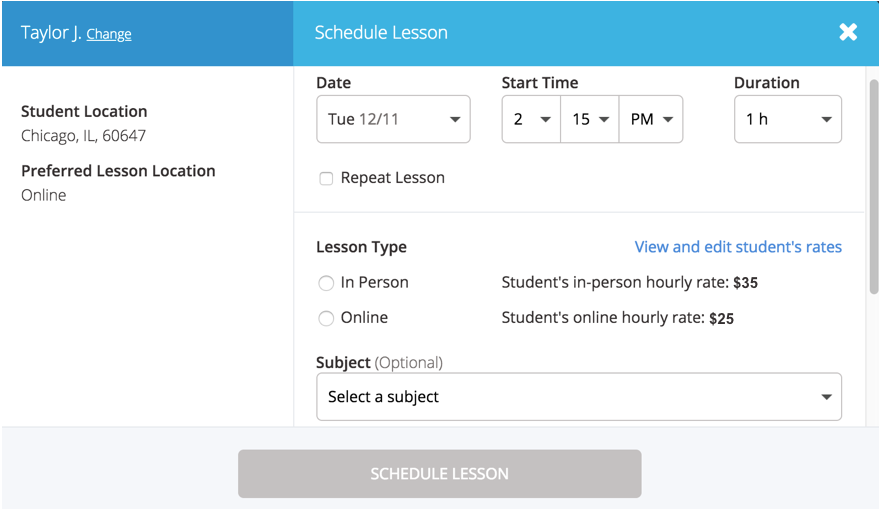 Taylor J. Change
Schedule Lesson
Student Location
Chicago, IL, 60647
Preferred Lesson Location
Online
Date Start Time Duration
Tue 12/11 2 15 PM 1 h
Repeat Lesson
Lesson Type View and edit student's rates
In Person Student's in-person hourly rate: $35
Online Student's online hourly rate: $25
Subject (Optional)
Select a subject
SCHEDULE LESSON